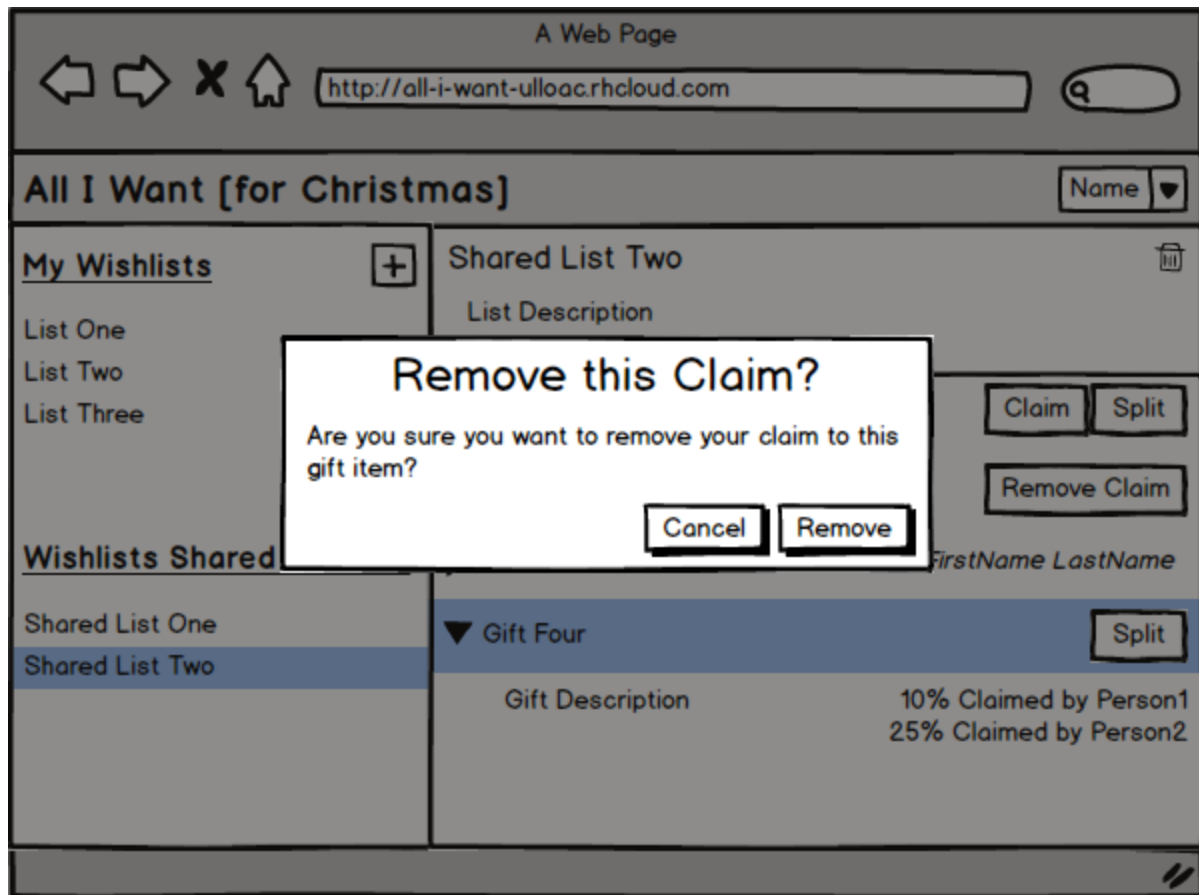 A Web Page
http://all-i-want-ulloac.rhcloud.com
All I Want [for Christmas]
Name
My Wishlists
+
List One
List Two
List Three
Wishlists Shared
Shared List One
Shared List Two
Shared List Two
List Description
Claim
Split
Remove Claim
FirstName LastName
Gift Four
Split
Gift Description
10% Claimed by Person1
25% Claimed by Person2
Remove this Claim?
Are you sure you want to remove your claim to this
gift item?
Cancel
Remove